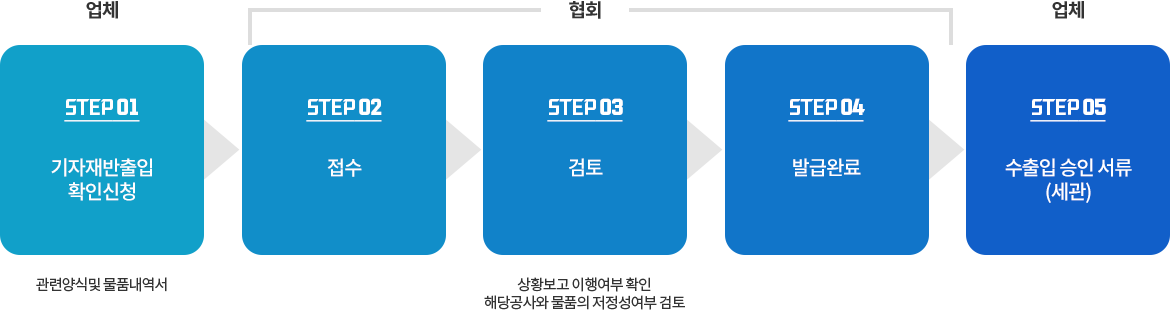 업체
협회
업체
STEP 01
기자재반출입
확인신청
STEP 02
접수
STEP 03
검토
STEP 04
발급완료
STEP 05
수출입 승인 서류
(세관)
관련양식및 물품내역서
상황보고 이행여부 확인
해당공사와 물품의 저정성여부 검토